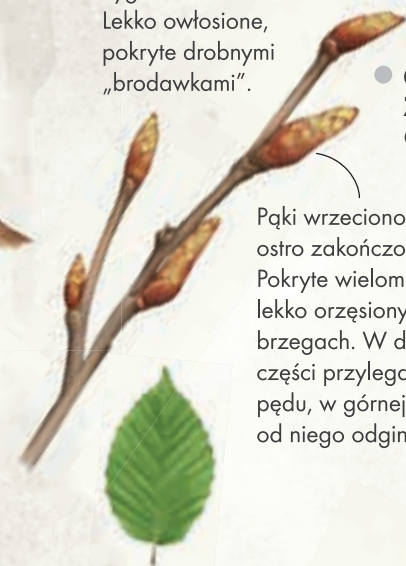 Lekko owłosione,
pokryte drobnymi
„brodawkami”.
Pąki wrzeciono
ostro zakończo
Pokryte wielom
lekko orzęsiony
brzegach. W d
części przylega
pędu, w górnej
od niego odgin